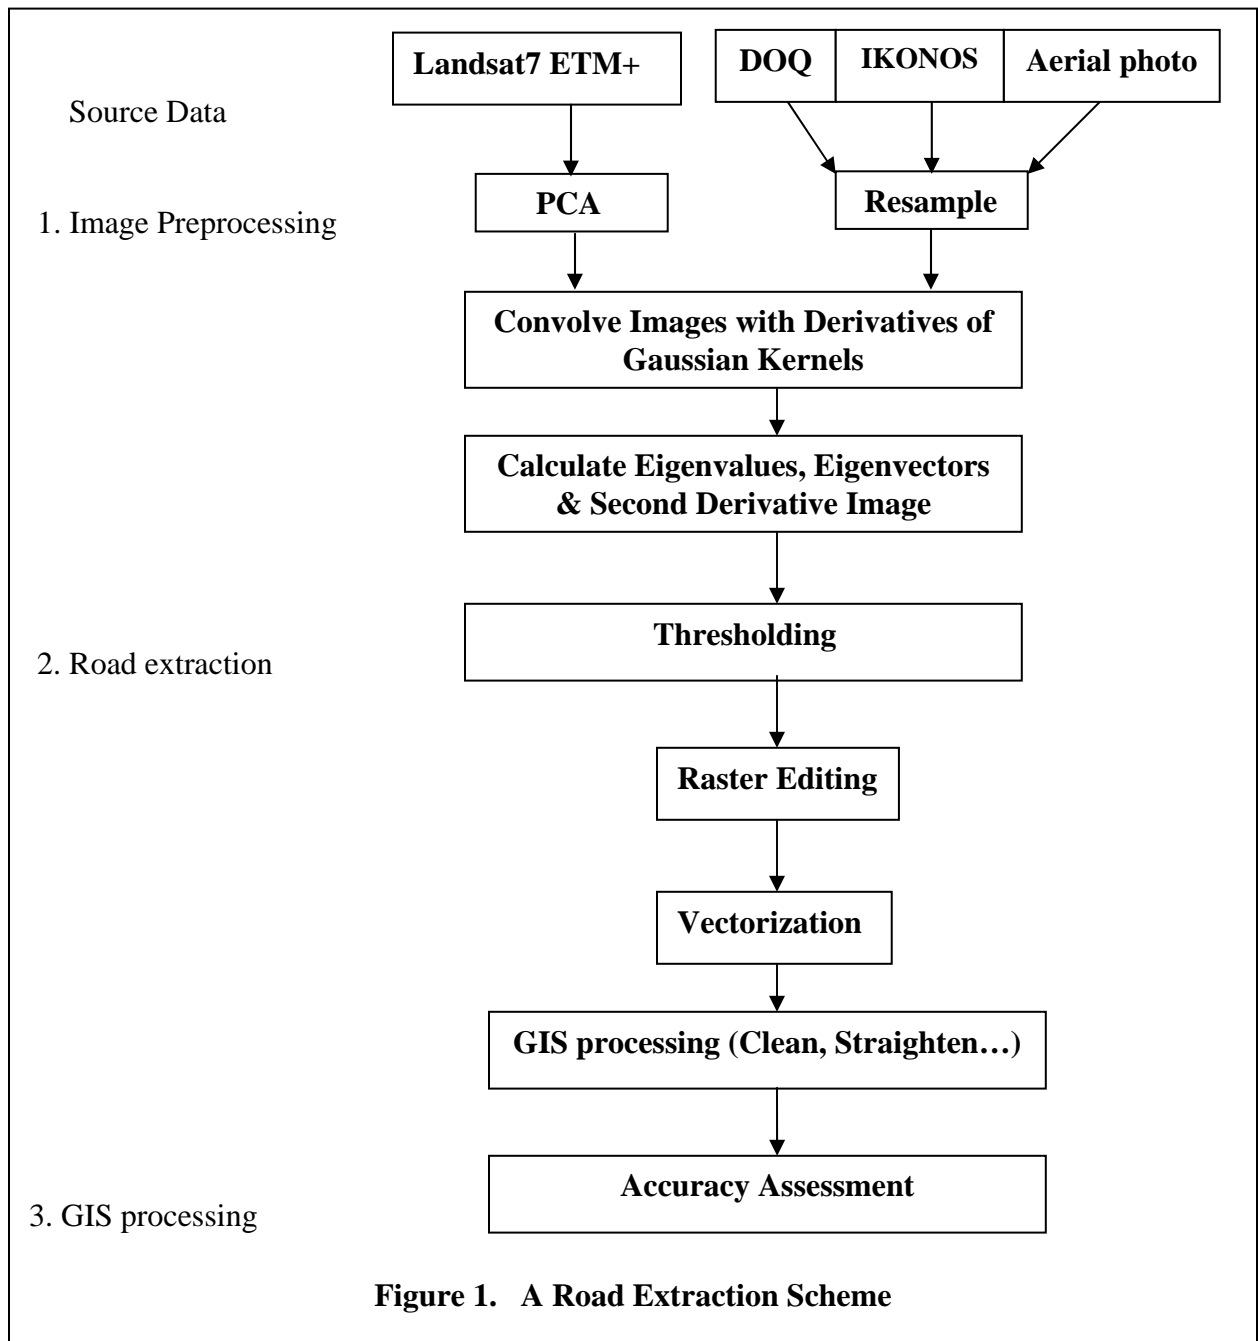 Landsat7 ETM+
DOQ
IKONOS
Aerial photo
Source Data
PCA
Resample
1. Image Preprocessing
Convolve Images with Derivatives of
Gaussian Kernels
Calculate Eigenvalues, Eigenvectors
& Second Derivative Image
Thresholding
2. Road extraction
Raster Editing
Vectorization
GIS processing (Clean, Straighten…)
Accuracy Assessment
3. GIS processing
Figure 1. A Road Extraction Scheme